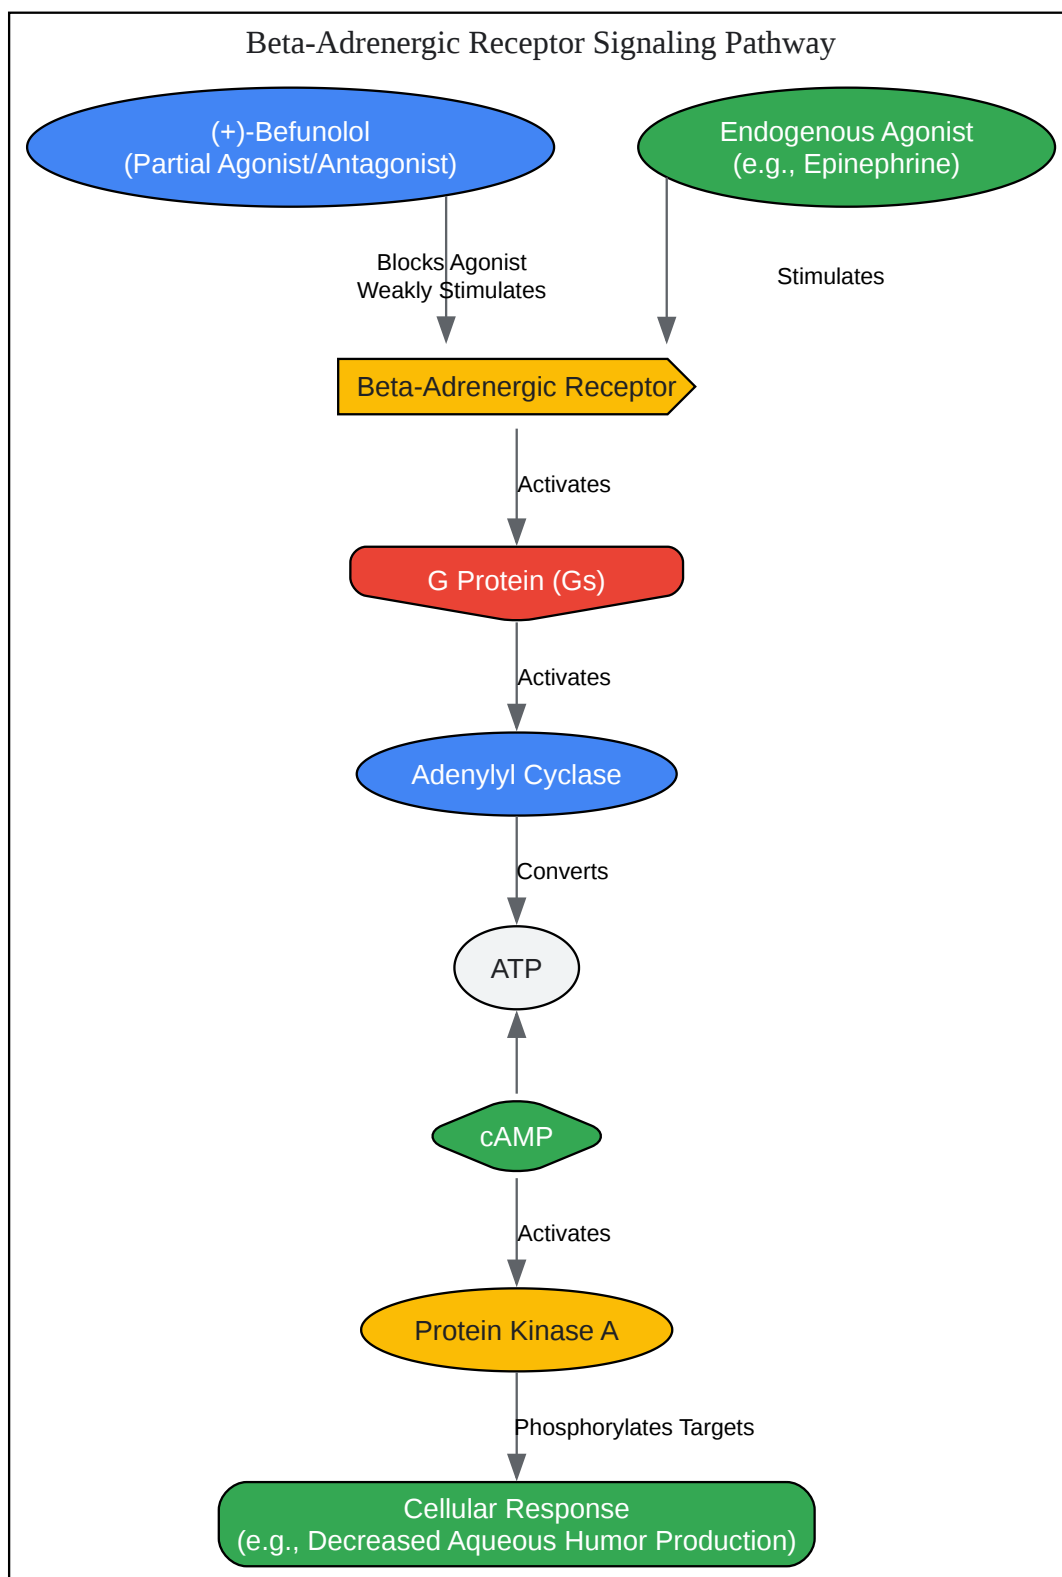 Beta-Adrenergic Receptor Signaling Pathway
(+)-Befunolol
(Partial Agonist/Antagonist)
Endogenous Agonist
(e.g., Epinephrine)
Blocks Agonist
Weakly Stimulates
Stimulates
Beta-Adrenergic Receptor
Activates
G Protein (Gs)
Activates
Adenylyl Cyclase
Converts
ATP
cAMP
Activates
Protein Kinase A
Phosphorylates Targets
Cellular Response
(e.g., Decreased Aqueous Humor Production)